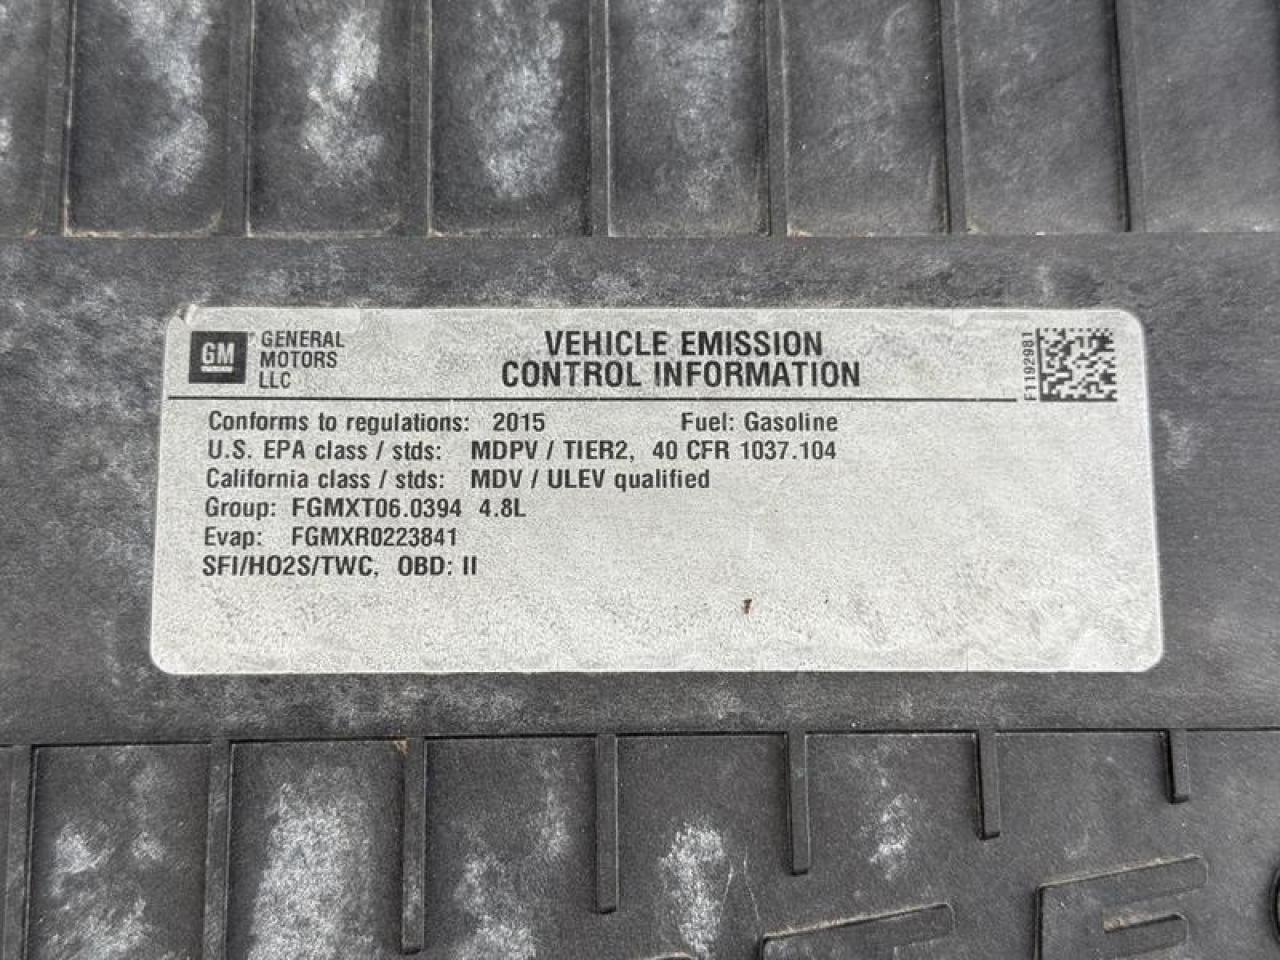 GM GENERAL MOTORS LLC
VEHICLE EMISSION
CONTROL INFORMATION
F1192981
Conforms to regulations: 2015 Fuel: Gasoline
U.S. EPA class / stds: MDPV / TIER2, 40 CFR 1037.104
California class / stds: MDV / ULEV qualified
Group: FGMXT06.0394 4.8L
Evap: FGMXR0223841
SFI/HO2S/TWC, OBD: II